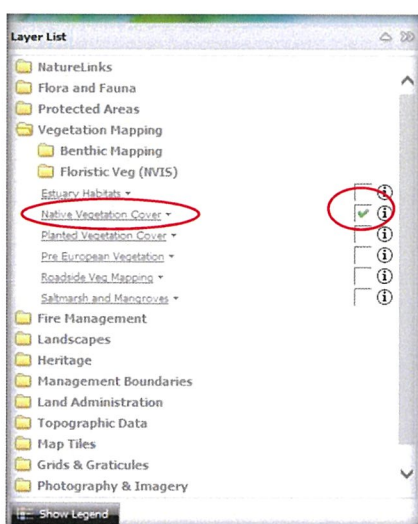 Layer List
NatureLinks
Flora and Fauna
Protected Areas
Vegetation Mapping
Benthic Mapping
Floristic Veg (NVIS)
Estuary Habitats
Native Vegetation Cover
Planted Vegetation Cover
Pre European Vegetation
Roadside Veg Mapping
Saltmarsh and Mangroves
Fire Management
Landscapes
Heritage
Management Boundaries
Land Administration
Topographic Data
Map Tiles
Grids & Graticules
Photography & Imagery
Show Legend